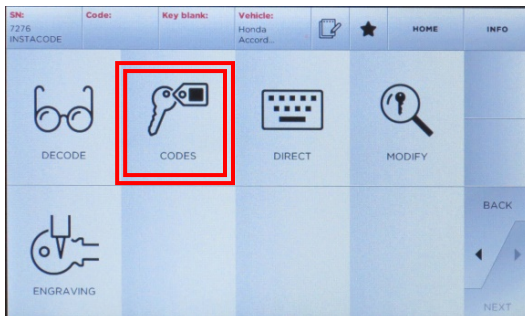 SN:
7276
INSTACODE
Code:
Key blank:
Vehicle:
Honda
Accord...
HOME
INFO
DECODE
CODES
DIRECT
MODIFY
BACK
ENGRAVING
NEXT